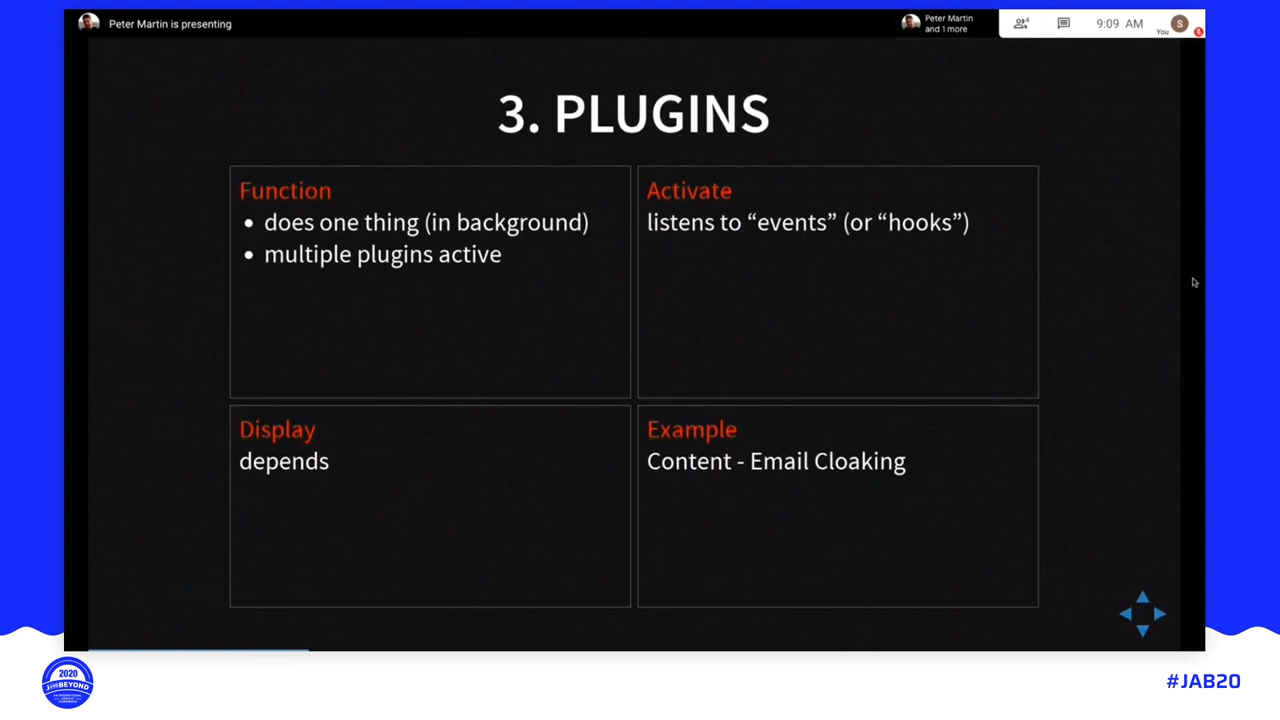 Peter Martin is presenting
Peter Martin
and 1 more
4
9:09 AM
You
S
3. PLUGINS
Function
• does one thing (in background)
• multiple plugins active
Activate
listens to “events” (or “hooks”)
Display
depends
Example
Content - Email Cloaking
2020
BEYOND
#JAB20